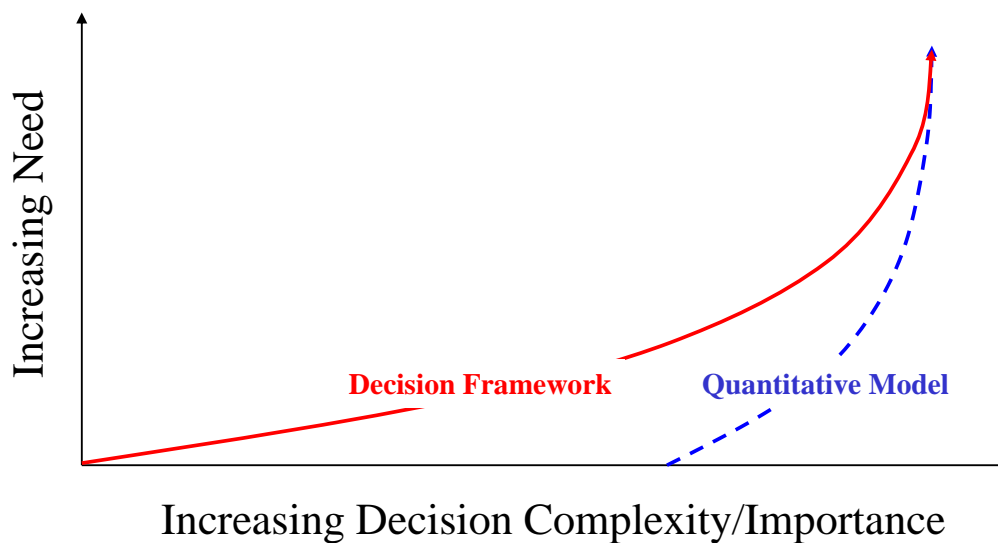 Increasing Need
Decision Framework
Quantitative Model
Increasing Decision Complexity/Importance